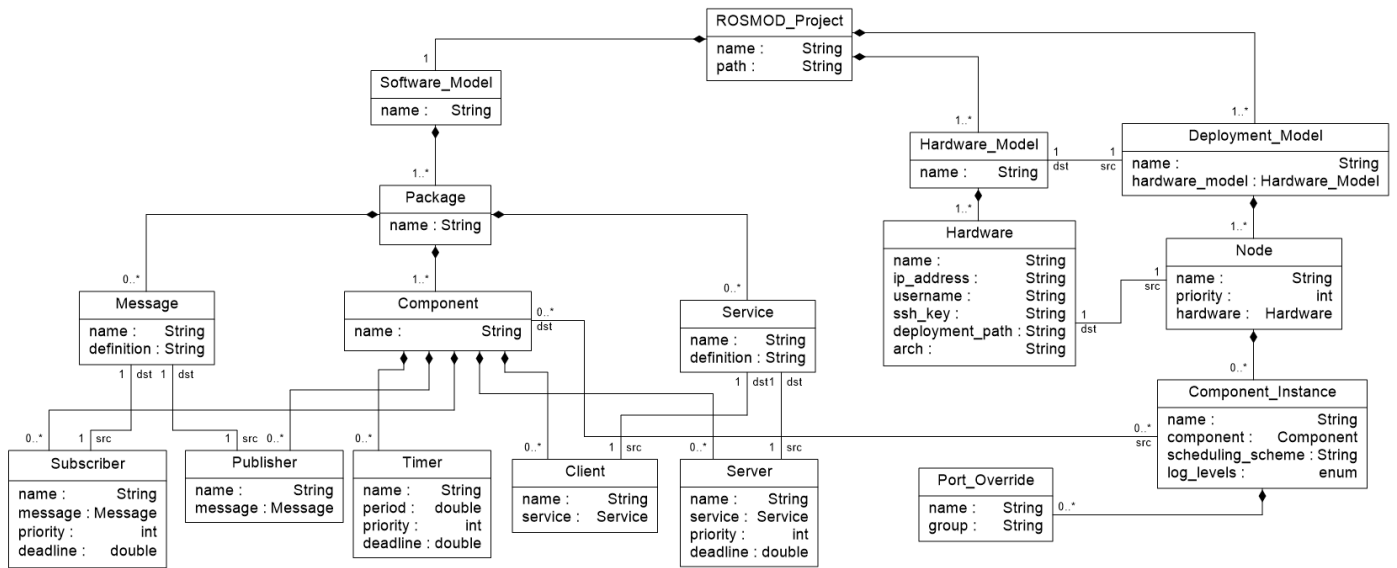 ROSMOD_Project
name : String
path : String
1
1..*
1..*
Software_Model
name : String
Hardware_Model
name : String
1
dst
1
src
Deployment_Model
name : String
hardware_model : Hardware_Model
1..*
1..*
1..*
Package
name : String
Hardware
name : String
ip_address : String
username : String
ssh_key : String
deployment_path : String
arch : String
Node
name : String
priority : int
hardware : Hardware
1
src
1
dst
0..*
1..*
0..*
Message
name : String
definition : String
Component
name : String
0..*
dst
Service
name : String
definition : String
1 dst 1 dst
1 dst 1 dst
0..*
Component_Instance
name : String
component : Component
scheduling_scheme : String
log_levels : enum
0..*
src
0..* 1 src
1 src 0..*
0..*
0..* 1 src
0..* 1 src
Subscriber
name : String
message : Message
priority : int
deadline : double
Publisher
name : String
message : Message
Timer
name : String
period : double
priority : int
deadline : double
Client
name : String
service : Service
Server
name : String
service : Service
priority : int
deadline : double
Port_Override
name : String
group : String
0..*